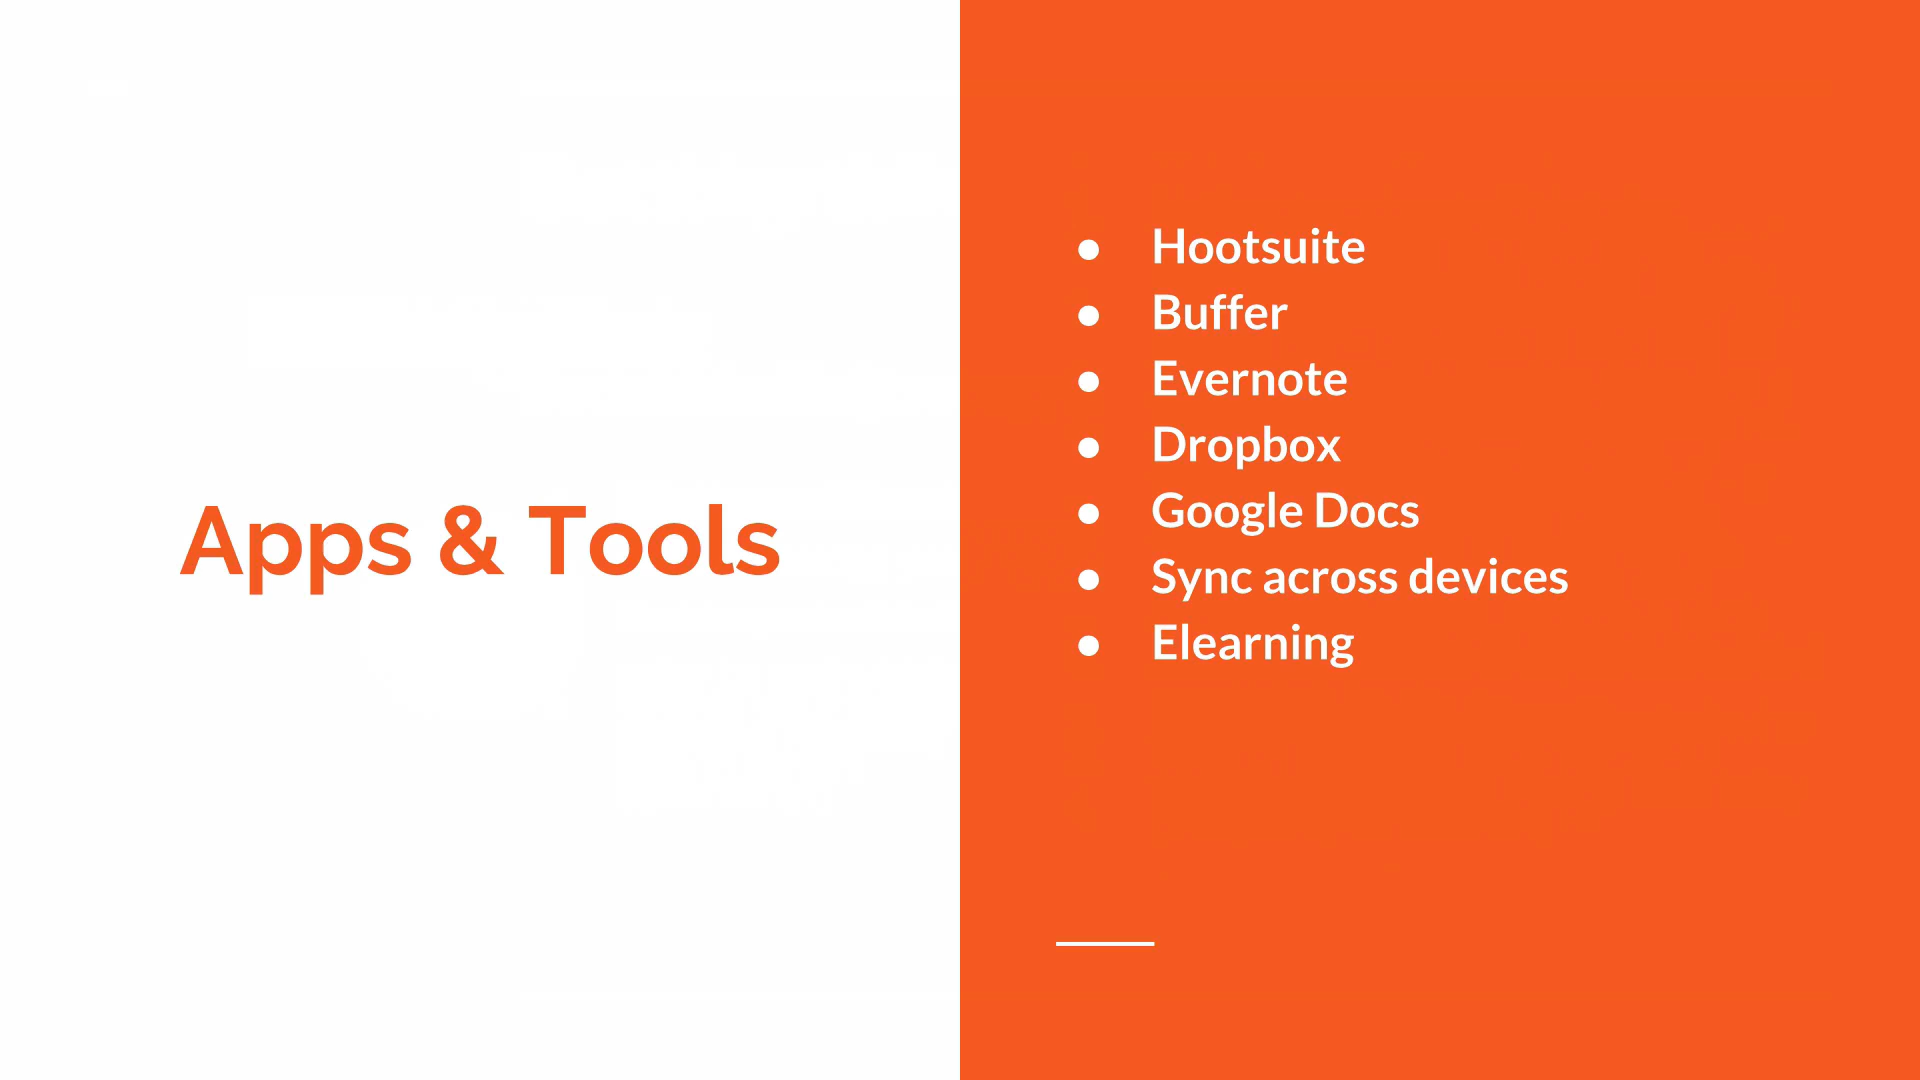 Apps & Tools
● Hootsuite
● Buffer
● Evernote
● Dropbox
● Google Docs
● Sync across devices
● Elearning